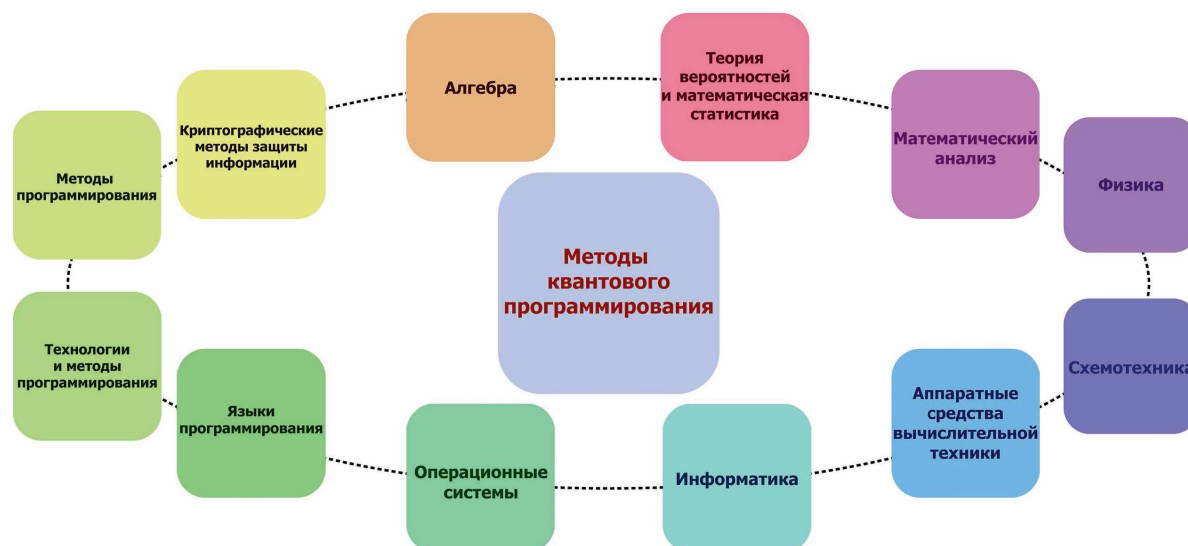 Алгебра
Теория
вероятностей
и математическая
статистика
Криптографические
методы защиты
информации
Математический
анализ
Методы
программирования
Физика
Методы
квантового
программирования
Технологии
и методы
программирования
Схемотехника
Языки
программирования
Аппаратные
средства
вычислительной
техники
Операционные
системы
Информатика